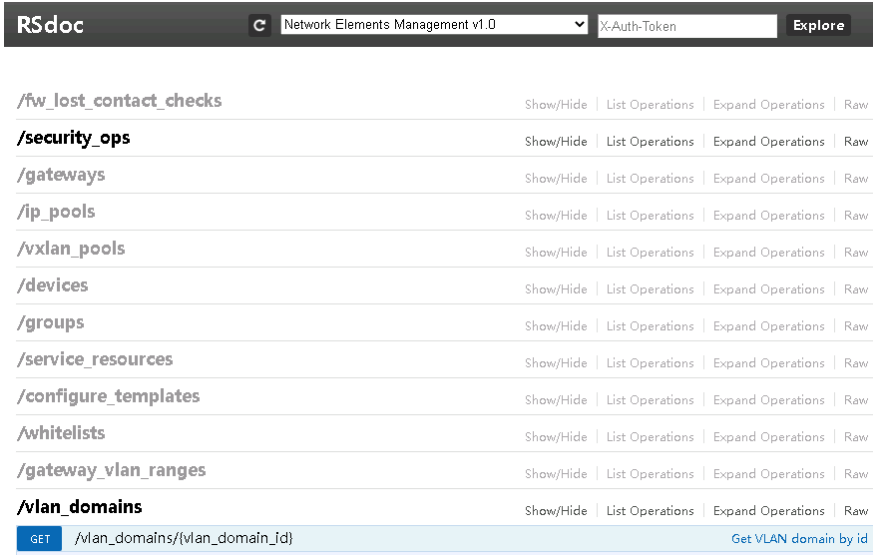 RSdoc Network Elements Management v1.0 X-Auth-Token Explore
/fw_lost_contact_checks Show/Hide List Operations Expand Operations Raw
/security_ops Show/Hide List Operations Expand Operations Raw
/gateways Show/Hide List Operations Expand Operations Raw
/ip_pools Show/Hide List Operations Expand Operations Raw
/vxlan_pools Show/Hide List Operations Expand Operations Raw
/devices Show/Hide List Operations Expand Operations Raw
/groups Show/Hide List Operations Expand Operations Raw
/service_resources Show/Hide List Operations Expand Operations Raw
/configure_templates Show/Hide List Operations Expand Operations Raw
/whitelists Show/Hide List Operations Expand Operations Raw
/gateway_vlan_ranges Show/Hide List Operations Expand Operations Raw
/vlan_domains Show/Hide List Operations Expand Operations Raw
GET /vlan_domains/{vlan_domain_id} Get VLAN domain by id